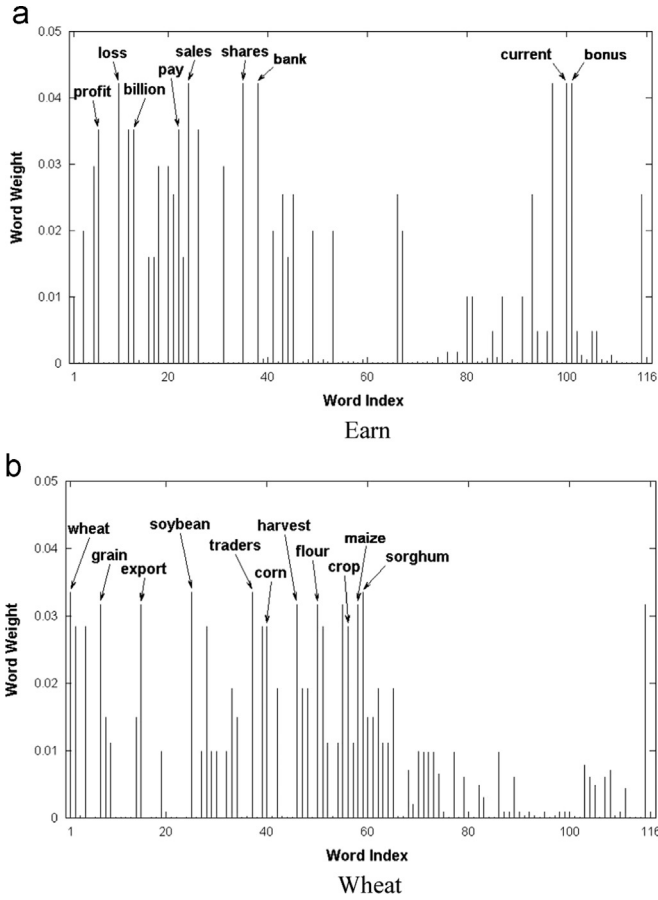 a
0.05
loss
sales
shares
current
bonus
bank
pay
profit
billion
0.04
0.03
0.02
0.01
0
Word Weight
1
20
40
60
80
100
116
Word Index
Earn
b
0.05
wheat
soybean
harvest
maize
grain
traders
flour
sorghum
export
corn
crop
0.04
0.03
0.02
0.01
0
Word Weight
1
20
40
60
80
100
116
Word Index
Wheat